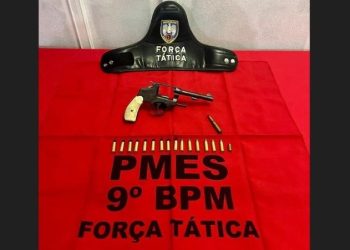 FORÇA
TÁTICA
PMES
9º BPM
FORÇA TÁTICA